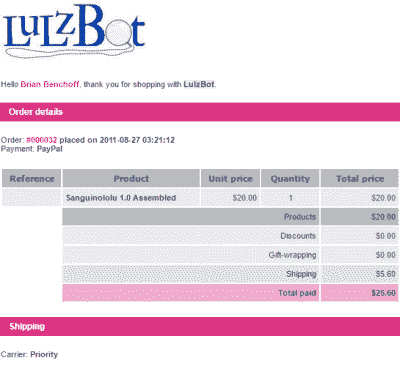 LulzBot
Hello Brian Benchoff, thank you for shopping with LulzBot.
Order details
Order: #000032 placed on 2011-08-27 03:21:12
Payment: PayPal
Reference Product Unit price Quantity Total price
Sanguinololu 1.0 Assembled $20.00 1 $20.00
Products $20.00
Discounts $0.00
Gift-wrapping $0.00
Shipping $5.60
Total paid $25.60
Shipping
Carrier: Priority